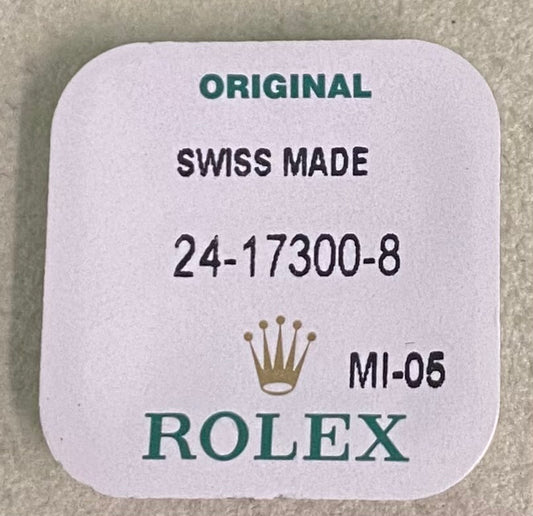 ORIGINAL
SWISS MADE
24-17300-8
MI-05
ROLEX